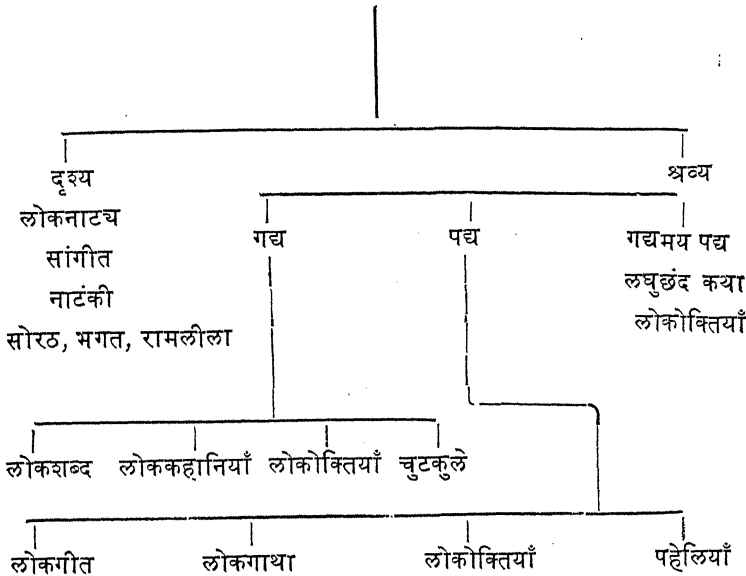 दृश्य
श्रव्य
लोकनाट्य
सांगीत
नाटंकी
सोरठ, भगत, रामलीला
गद्य
पद्य
गद्यमय पद्य
लघुछंद कथा
लोकोक्तियाँ
लोकशब्द लोककहानियाँ लोकोक्तियाँ चुटकुले
लोकगीत लोकगाथा लोकोक्तियाँ पहेलियाँ